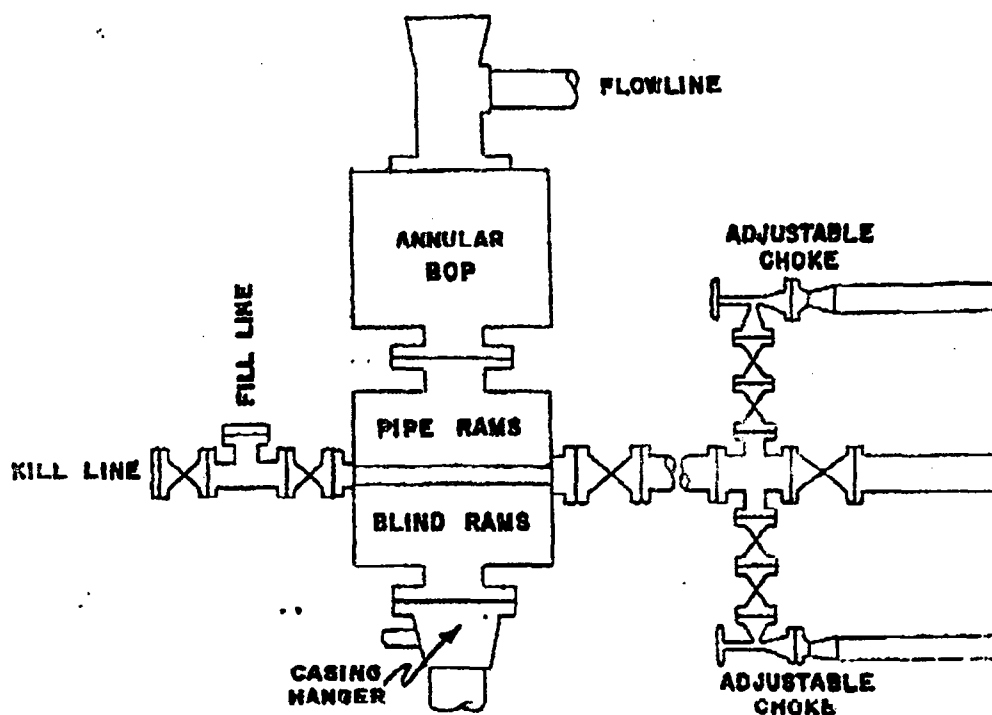 FLOWLINE
ANNULAR
BOP
ADJUSTABLE
CHOKE
FILL LINE
PIPE RAMS
KILL LINE
BLIND RAMS
CASING
HANGER
ADJUSTABLE
CHOKE